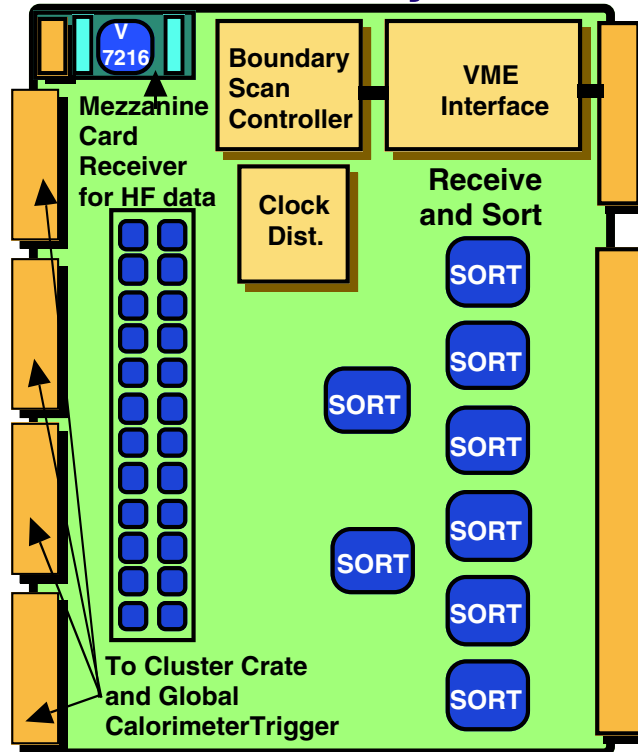 V
7216
Boundary
Scan
Controller
VME
Interface
Mezzanine
Card
Receiver
for HF data
Clock
Dist.
Receive
and Sort
SORT
SORT
SORT
SORT
SORT
SORT
SORT
SORT
To Cluster Crate
and Global
CalorimeterTrigger